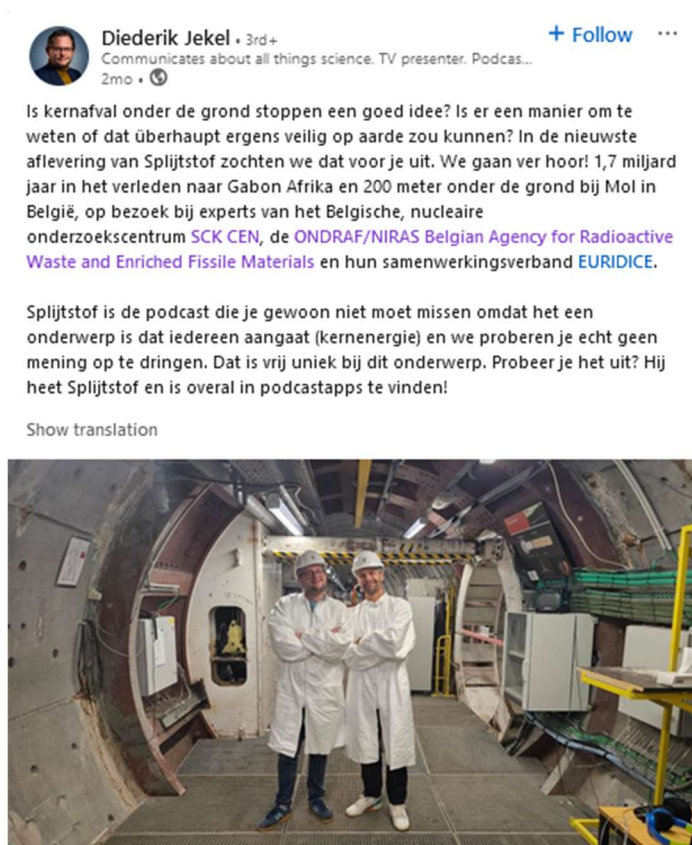 Diederik Jekel • 3rd+
+ Follow ...
Communicates about all things science. TV presenter. Podcas...
2mo •
Is kernafval onder de grond stoppen een goed idee? Is er een manier om te
weten of dat überhaupt ergens veilig op aarde zou kunnen? In de nieuwste
aflevering van Splijtstof zochten we dat voor je uit. We gaan ver hoor! 1,7 miljard
jaar in het verleden naar Gabon Afrika en 200 meter onder de grond bij Mol in
België, op bezoek bij experts van het Belgische, nucleaire
onderzoekscentrum SCK CEN, de ONDRAF/NIRAS Belgian Agency for Radioactive
Waste and Enriched Fissile Materials en hun samenwerkingsverband EURIDICE.
Splijtstof is de podcast die je gewoon niet moet missen omdat het een
onderwerp is dat iedereen aangaat (kernenergie) en we proberen je echt geen
mening op te dringen. Dat is vrij uniek bij dit onderwerp. Probeer je het uit? Hij
heet Splijtstof en is overal in podcastapps te vinden!
Show translation